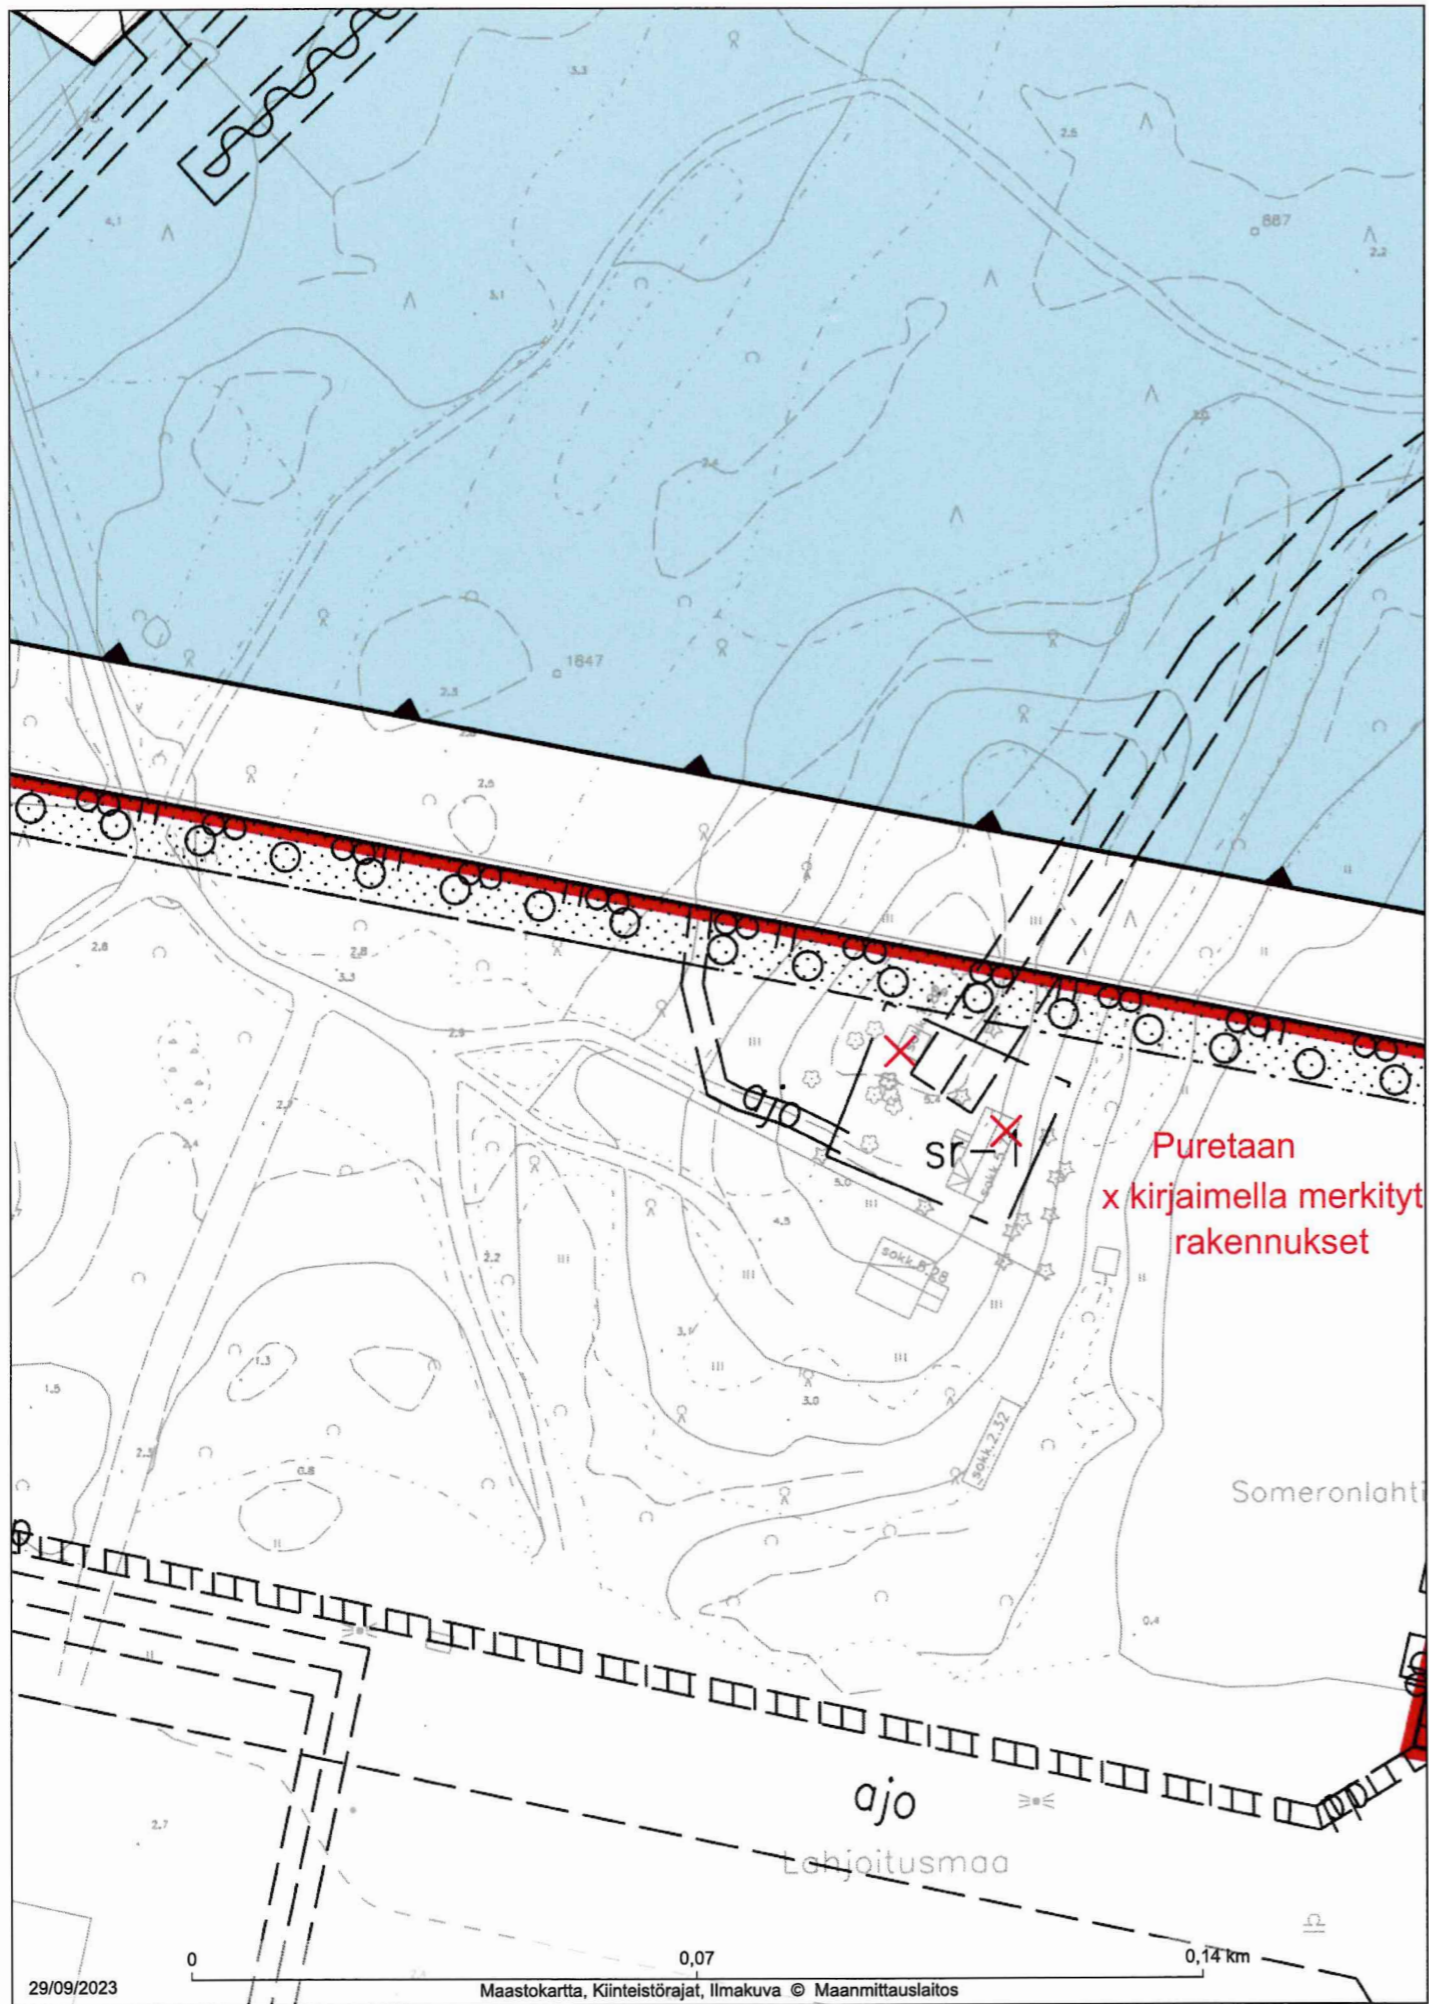 3.3
2.5
887
4.1
2.2
3.1
2.4
1847
2.3
2.5
2.8
2.8
3.3
2.9
ajo
5.4
sr-1
sokk.5
Puretaan
x kirjaimella merkityt
rakennukset
2.4
5.0
4.5
2.2
sokk.6.28
3.1
1.3
1.5
3.0
sokk.2.32
2.3
0.8
Someronlahti
0.4
ajo
2.7
Lahjoitusmaa
0
0,07
0,14 km
29/09/2023
Maastokartta, Kiinteistörajat, Ilmakuva © Maanmittauslaitos